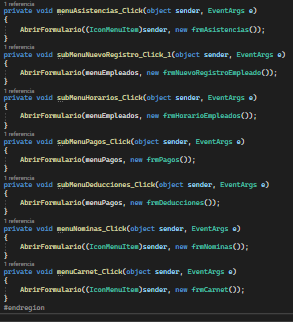 1 referencia
private void menuAsistencias_Click(object sender, EventArgs e)
{
AbrirFormulario((IconMenuItem)sender, new frmAsistencias());
}
1 referencia
private void subMenuNuevoRegistro_Click_1(object sender, EventArgs e)
{
AbrirFormulario(menuEmpleados, new frmNuevoRegistroEmpleado());
}
1 referencia
private void subMenuHorarios_Click(object sender, EventArgs e)
{
AbrirFormulario(menuEmpleados, new frmHorarioEmpleados());
}
1 referencia
private void subMenuPagos_Click(object sender, EventArgs e)
{
AbrirFormulario(menuPagos, new frmPagos());
}
1 referencia
private void subMenuDeducciones_Click(object sender, EventArgs e)
{
AbrirFormulario(menuPagos, new frmDeducciones());
}
1 referencia
private void menuNominas_Click(object sender, EventArgs e)
{
AbrirFormulario((IconMenuItem)sender, new frmNominas());
}
1 referencia
private void menuCarnet_Click(object sender, EventArgs e)
{
AbrirFormulario((IconMenuItem)sender, new frmCarnet());
}
#endregion